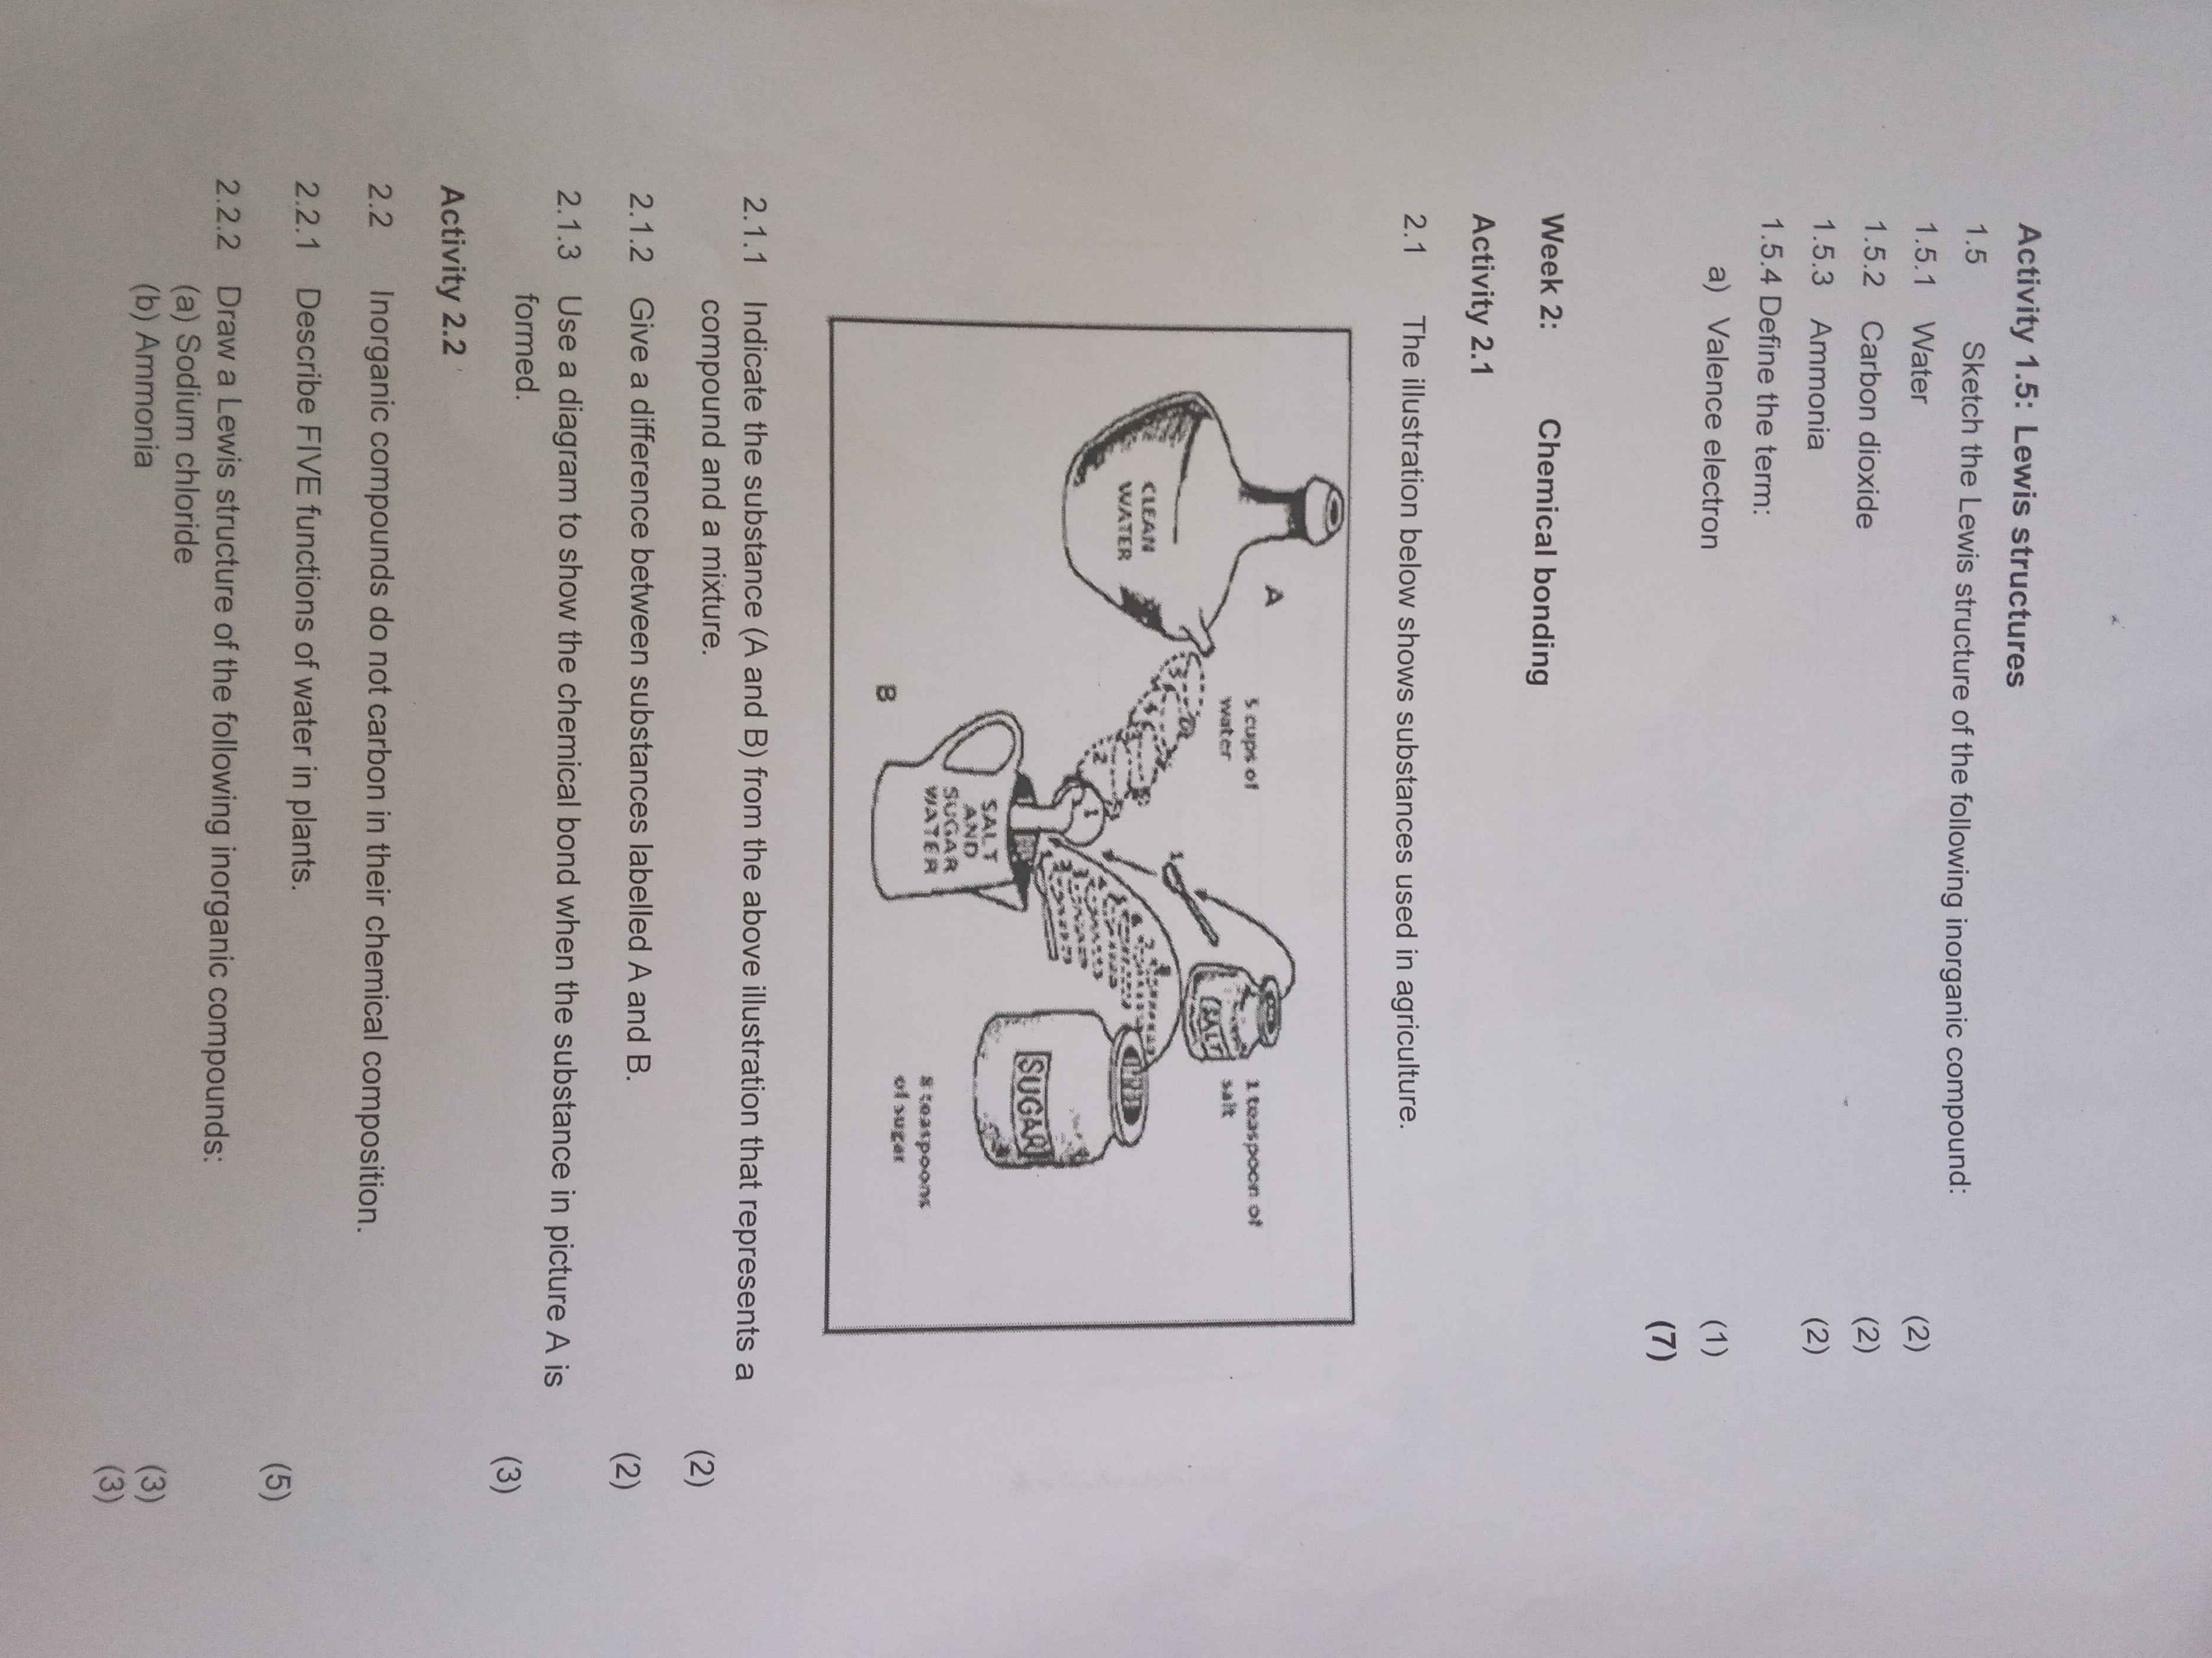 Activity 1.5: Lewis structures
1.5 Sketch the Lewis structure of the following inorganic compound:
1.5.1 Water (2)
1.5.2 Carbon dioxide (2)
1.5.3 Ammonia (2)
1.5.4 Define the term:
a) Valence electron (1)
(7)
Week 2: Chemical bonding
Activity 2.1
2.1 The illustration below shows substances used in agriculture.
A
CLEAN
WATER
5 cups of
water
1 teaspoon of
salt
SALT
SUGAR
8 teaspoons
of sugar
B
SALT
AND
SUGAR
WATER
2.1.1 Indicate the substance (A and B) from the above illustration that represents a
compound and a mixture. (2)
2.1.2 Give a difference between substances labelled A and B. (2)
2.1.3 Use a diagram to show the chemical bond when the substance in picture A is
formed. (3)
Activity 2.2
2.2 Inorganic compounds do not carbon in their chemical composition.
2.2.1 Describe FIVE functions of water in plants. (5)
2.2.2 Draw a Lewis structure of the following inorganic compounds:
(a) Sodium chloride (3)
(b) Ammonia (3)